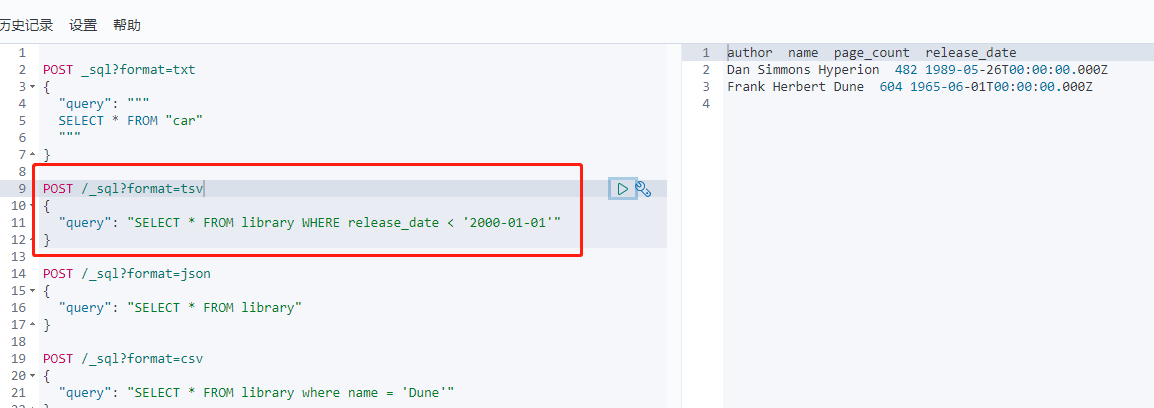 历史记录 设置 帮助
1
2 POST _sql?format=txt
3 {
4 "query": """
5 SELECT * FROM "car"
6 """
7 }
8
9 POST /_sql?format=tsv
10 {
11 "query": "SELECT * FROM library WHERE release_date < '2000-01-01'"
12 }
13
14 POST /_sql?format=json
15 {
16 "query": "SELECT * FROM library"
17 }
18
19 POST /_sql?format=csv
20 {
21 "query": "SELECT * FROM library where name = 'Dune'"
1 author name page_count release_date
2 Dan Simmons Hyperion 482 1989-05-26T00:00:00.000Z
3 Frank Herbert Dune 604 1965-06-01T00:00:00.000Z
4